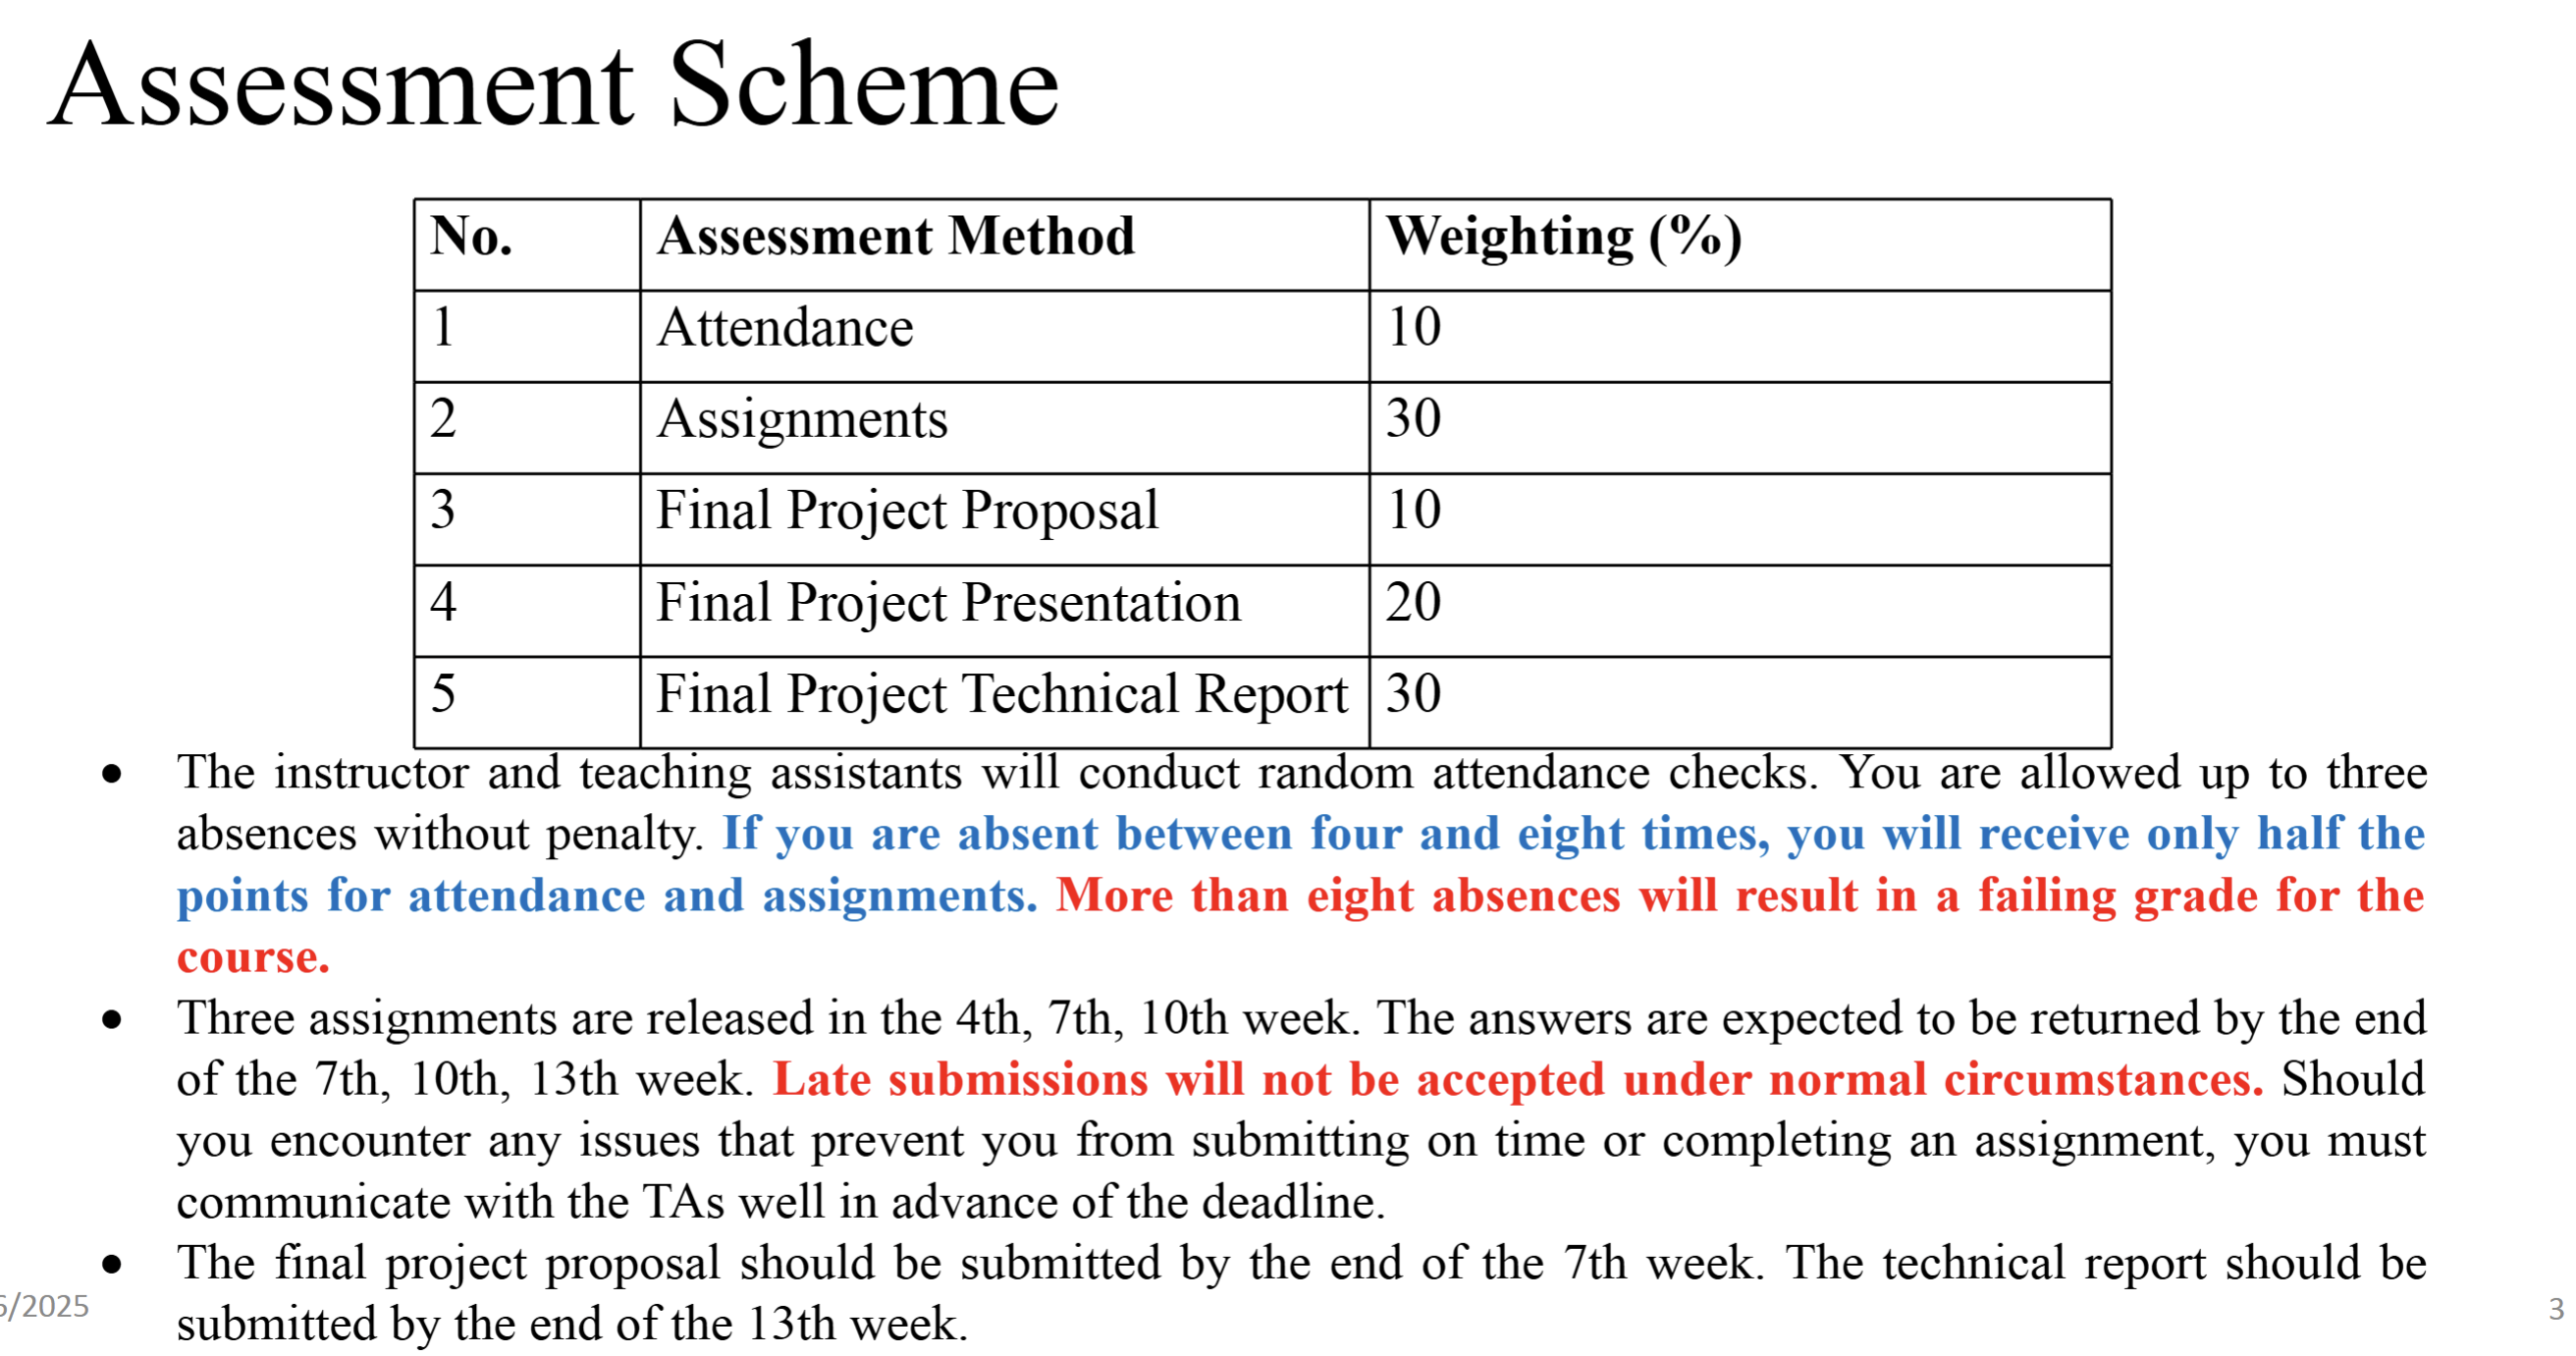 Assessment Scheme
No. Assessment Method Weighting (%)
1 Attendance 10
2 Assignments 30
3 Final Project Proposal 10
4 Final Project Presentation 20
5 Final Project Technical Report 30
● The instructor and teaching assistants will conduct random attendance checks. You are allowed up to three
absences without penalty. If you are absent between four and eight times, you will receive only half the
points for attendance and assignments. More than eight absences will result in a failing grade for the
course.
● Three assignments are released in the 4th, 7th, 10th week. The answers are expected to be returned by the end
of the 7th, 10th, 13th week. Late submissions will not be accepted under normal circumstances. Should
you encounter any issues that prevent you from submitting on time or completing an assignment, you must
communicate with the TAs well in advance of the deadline.
● The final project proposal should be submitted by the end of the 7th week. The technical report should be
submitted by the end of the 13th week.
/2025
3